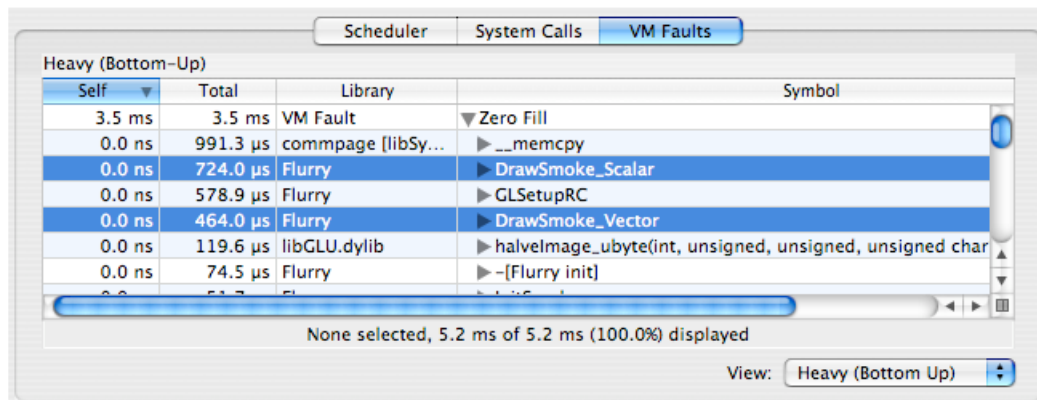 Scheduler System Calls VM Faults
Heavy (Bottom-Up)
Self Total Library Symbol
3.5 ms 3.5 ms VM Fault Zero Fill
0.0 ns 991.3 µs commpage [libSy... __memcpy
0.0 ns 724.0 µs Flurry DrawSmoke_Scalar
0.0 ns 578.9 µs Flurry GLSetupRC
0.0 ns 464.0 µs Flurry DrawSmoke_Vector
0.0 ns 119.6 µs libGLU.dylib halveImage_ubyte(int, unsigned, unsigned, unsigned char
0.0 ns 74.5 µs Flurry -[Flurry init]
None selected, 5.2 ms of 5.2 ms (100.0%) displayed
View: Heavy (Bottom Up)